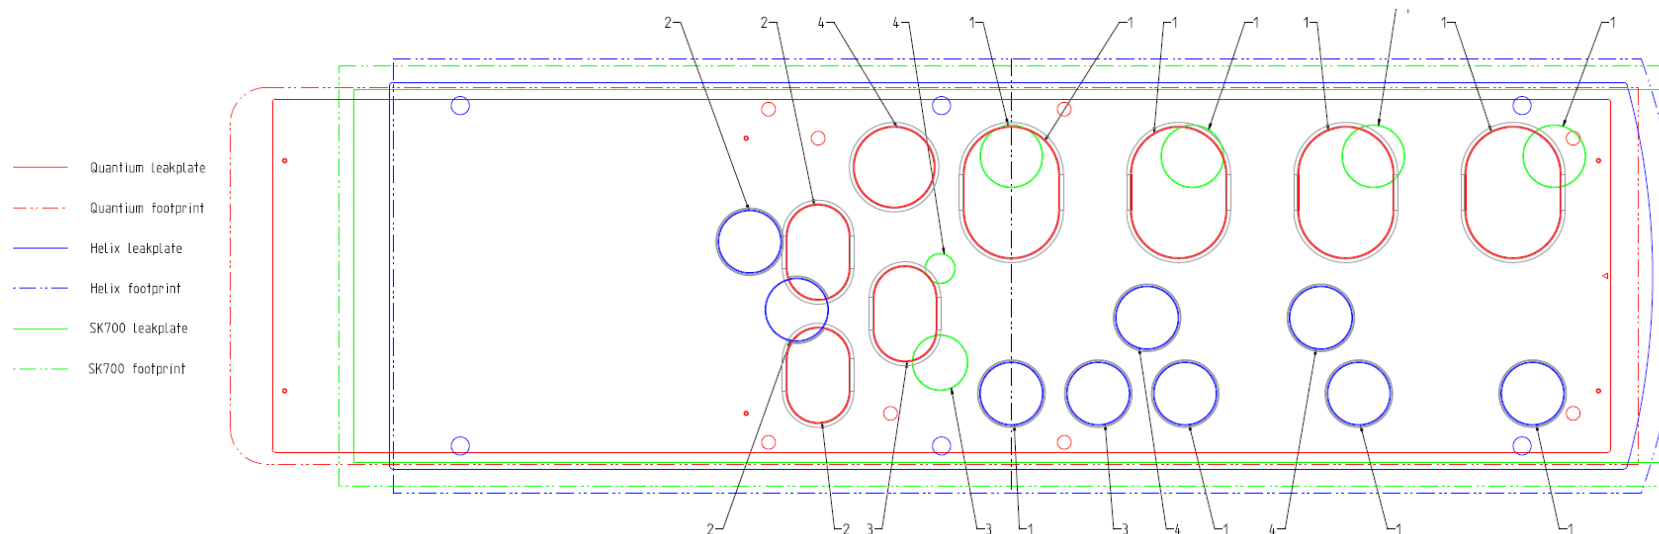 2 2 4 4 1 1 1 1 1 1 1
Quantium leakplate
Quantium footprint
Helix leakplate
Helix footprint
SK700 leakplate
SK700 footprint
2 2 3 3 1 3 4 1 4 1 1